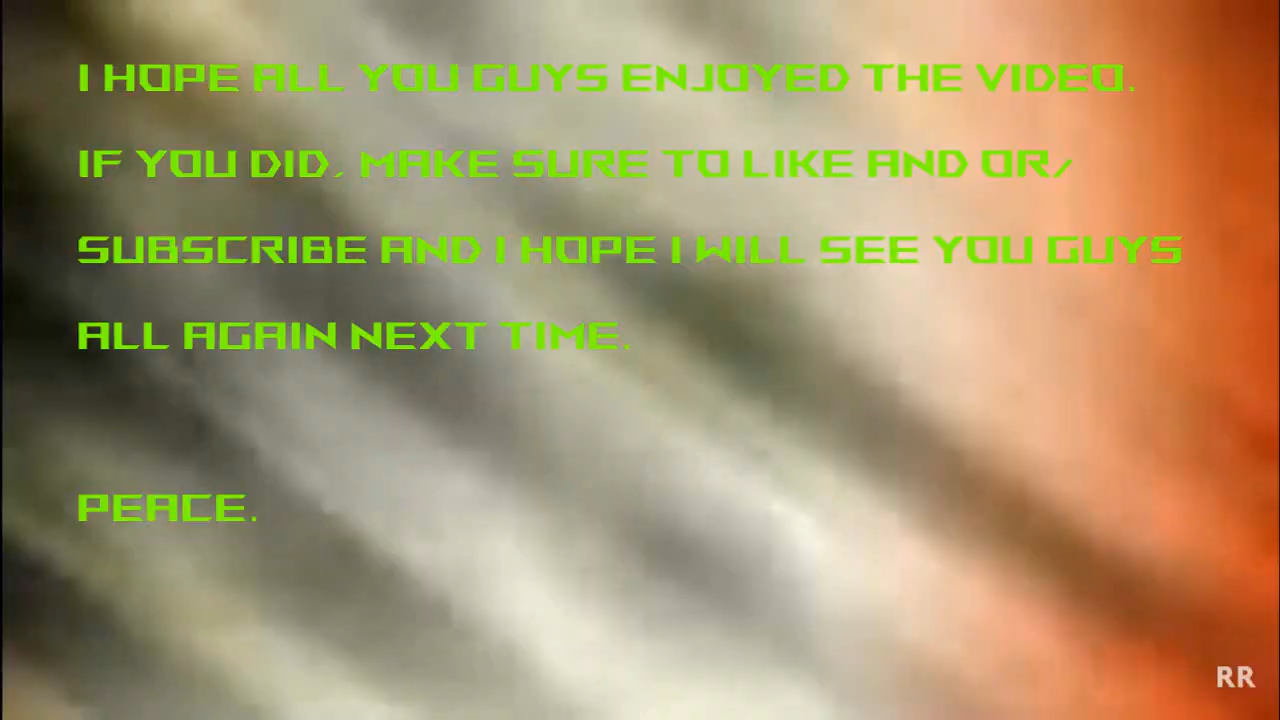 I HOPE ALL YOU GUYS ENJOYED THE VIDEO.
IF YOU DID, MAKE SURE TO LIKE AND OR/
SUBSCRIBE AND I HOPE I WILL SEE YOU GUYS
ALL AGAIN NEXT TIME.
PEACE.
RR